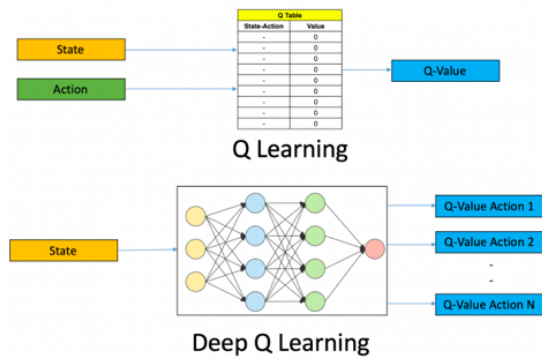 Q Table
State-Action Value
- 0
- 0
- 0
- 0
- 0
- 0
- 0
- 0
- 0
State
Action
Q-Value
Q Learning
State
Q-Value Action 1
Q-Value Action 2
-
-
Q-Value Action N
Deep Q Learning